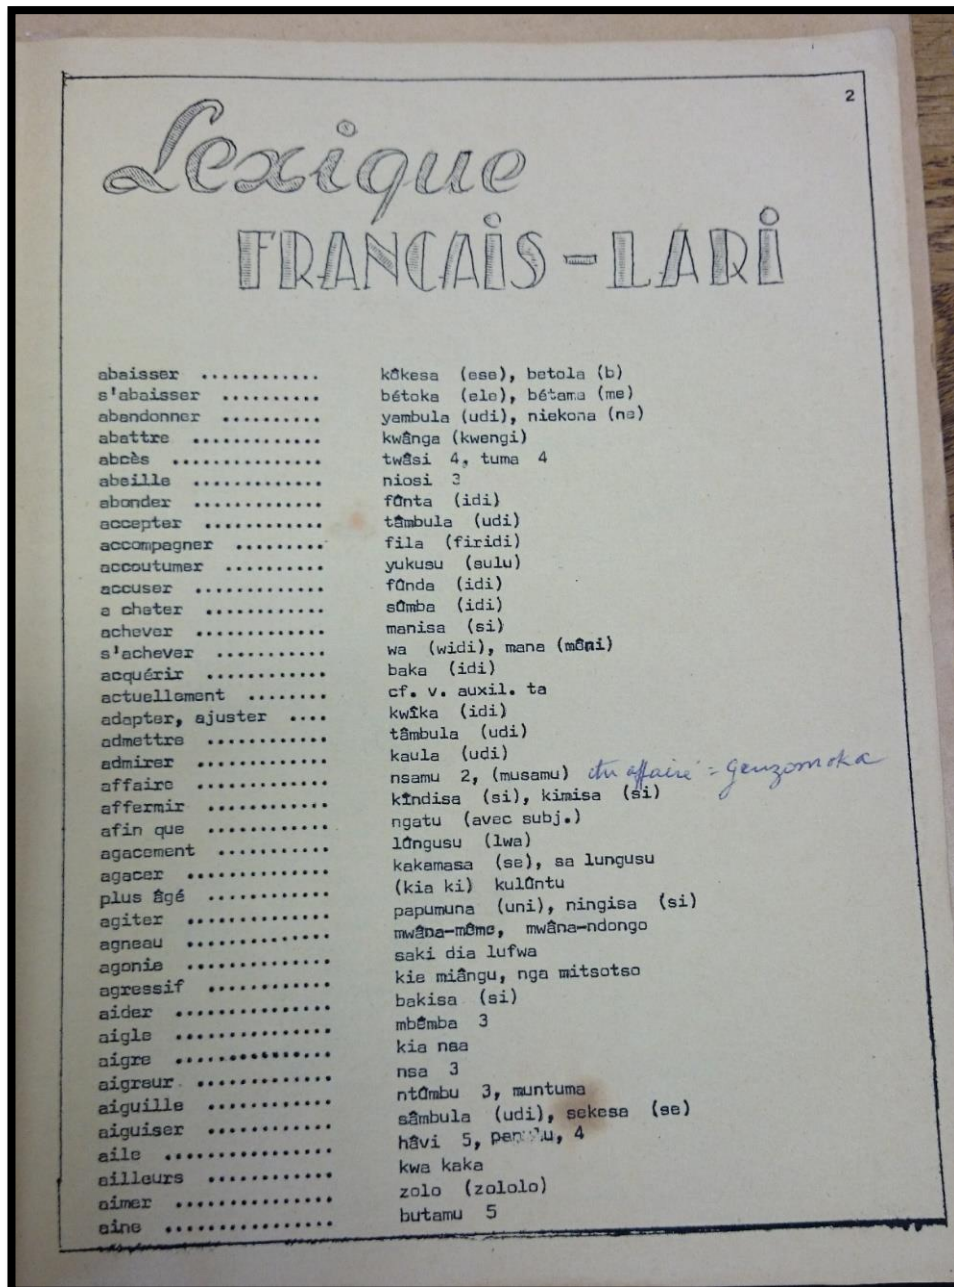 2
Lexique
FRANÇAIS - LARI
abaisser ............ kôkesa (ese), betola (b)
s'abaisser .......... bétoka (ele), bétama (me)
abandonner .......... yambula (udi), niekona (ne)
abattre ............. kwânga (kwengi)
abcès ............... twâsi 4, tuma 4
abeille ............. niosi 3
abonder ............. fûnta (idi)
accepter ............ tâmbula (udi)
accompagner ......... fila (firidi)
accoutumer .......... yukusu (sulu)
accuser ............. fûnda (idi)
a cheter ............ sûmba (idi)
achever ............. manisa (si)
s'achever ........... wa (widi), mana (mêni)
acquérir ............ baka (idi)
actuellement ........ cf. v. auxil. ta
adapter, ajuster .... kwîka (idi)
admettre ............ tâmbula (udi)
admirer ............. kaula (udi)
affaire ............. nsamu 2, (musamu) affairé = genzomoka
affermir ............ kîndisa (si), kimisa (si)
afin que ............ ngatu (avec subj.)
agacement ........... lûngusu (lwa)
agacer .............. kakamasa (se), sa lungusu
plus âgé ............ (kia ki) kulûntu
agiter .............. papumuna (uni), ningisa (si)
agneau .............. mwâna-même, mwâna-ndongo
agonie .............. saki dia lufwa
agressif ............ kia miângu, nga mitsotso
aider ............... bakisa (si)
aigle ............... mbêmba 3
aigre ............... kia nsa
aigreur ............. nsa 3
aiguille ............ ntûmbu 3, muntuma
aiguiser ............ sâmbula (udi), sekesa (se)
aile ................ hâvi 5, 4
ailleurs ............ kwa kaka
aimer ............... zolo (zololo)
aine ................ butamu 5